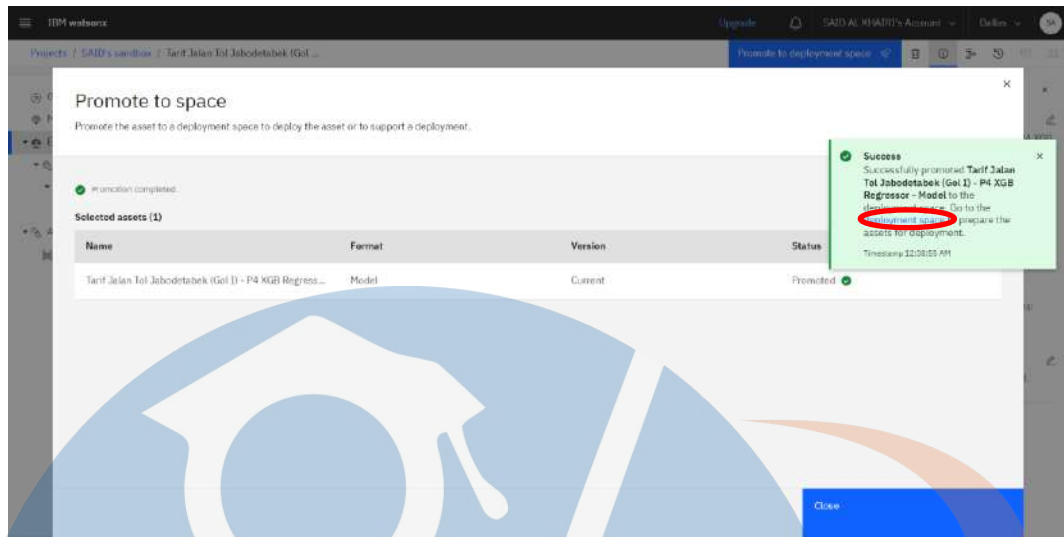 IBM watsonx
Upgrade
SAID AL KHADRI's Account
Dallas
SA
Projects / SAID's sandbox / Tarif Jalan Tol Jabodetabek (Gol ...
Promote to deployment space
Promote to space
Promote the asset to a deployment space to deploy the asset or to support a deployment.
Success
Successfully promoted Tarif Jalan
Tol Jabodetabek (Gol I) - P4 XGB
Regressor - Model to the
deployment space. Go to the
deployment space to prepare the
assets for deployment.
Timestamp 12:08:55 AM
Promotion completed.
Selected assets (1)
Name Format Version Status
Tarif Jalan Tol Jabodetabek (Gol I) - P4 XGB Regress... Model Current Promoted
Close